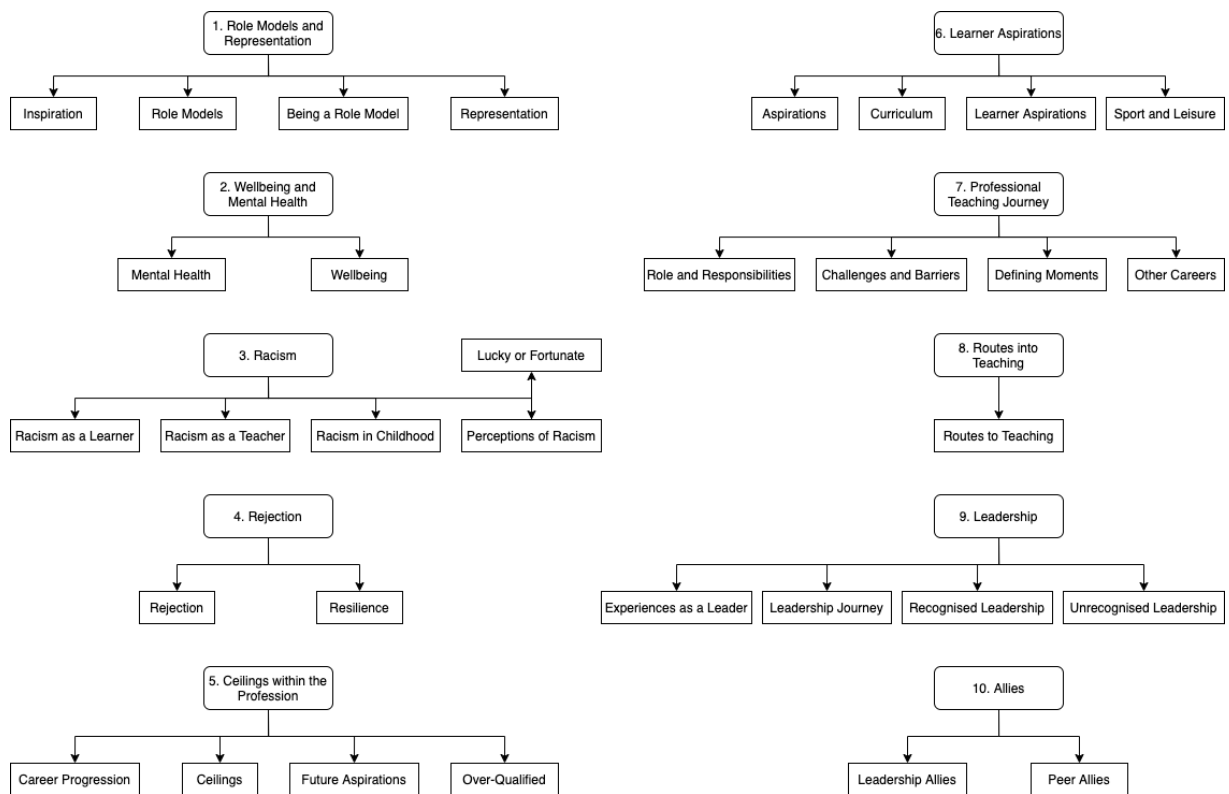 1. Role Models and
Representation
Inspiration
Role Models
Being a Role Model
Representation
2. Wellbeing and
Mental Health
Mental Health
Wellbeing
3. Racism
Lucky or Fortunate
Racism as a Learner
Racism as a Teacher
Racism in Childhood
Perceptions of Racism
4. Rejection
Rejection
Resilience
5. Ceilings within the
Profession
Career Progression
Ceilings
Future Aspirations
Over-Qualified
6. Learner Aspirations
Aspirations
Curriculum
Learner Aspirations
Sport and Leisure
7. Professional
Teaching Journey
Role and Responsibilities
Challenges and Barriers
Defining Moments
Other Careers
8. Routes into
Teaching
Routes to Teaching
9. Leadership
Experiences as a Leader
Leadership Journey
Recognised Leadership
Unrecognised Leadership
10. Allies
Leadership Allies
Peer Allies